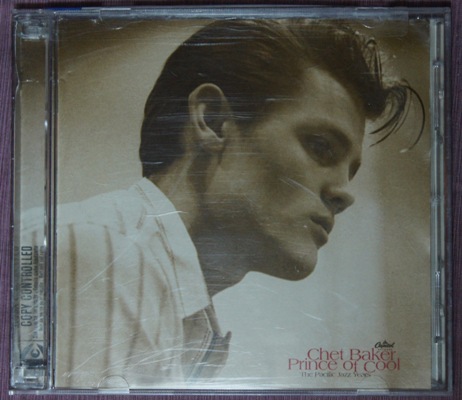 COPY CONTROLLED
Capitol
Chet Baker
Prince of Cool
The Pacific Jazz Years